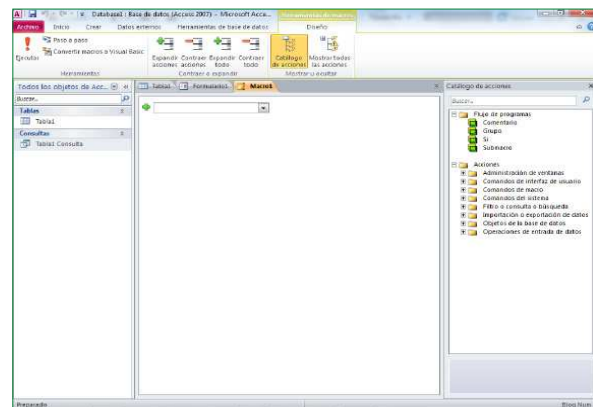 Database1 : Base de datos (Access 2007) - Microsoft Acce...
Herramientas de macros
Archivo Inicio Crear Datos externos Herramientas de base de datos Diseño
Ejecutar
Paso a paso
Convertir macros a Visual Basic
Herramientas
Expandir acciones
Contraer acciones
Expandir todo
Contraer todo
Contraer o expandir
Catálogo de acciones
Mostrar todas las acciones
Mostrar u ocultar
Todos los objetos de Acc...
Buscar...
Tablas
Tabla1
Consultas
Tabla1 Consulta
Tabla1 Formulario1 Macro1
Catálogo de acciones
Buscar...
Flujo de programas
Comentario
Grupo
Si
Submacro
Acciones
Administración de ventanas
Comandos de interfaz de usuario
Comandos de macro
Comandos del sistema
Filtro o consulta o búsqueda
Importación o exportación de datos
Objetos de la base de datos
Operaciones de entrada de datos
Preparado
Bloq Num